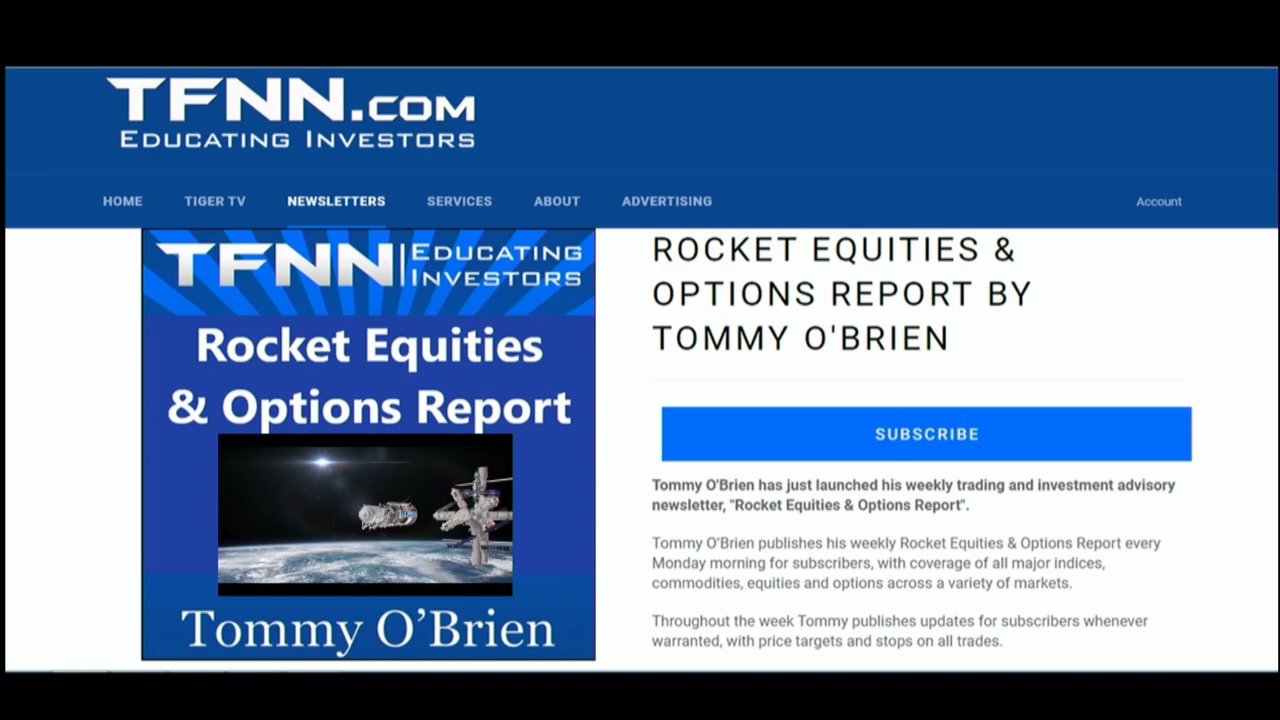 TFNN.COM
EDUCATING INVESTORS
HOME TIGER TV NEWSLETTERS SERVICES ABOUT ADVERTISING Account
TFNN | EDUCATING
INVESTORS
Rocket Equities
& Options Report
Tommy O’Brien
ROCKET EQUITIES &
OPTIONS REPORT BY
TOMMY O'BRIEN
SUBSCRIBE
Tommy O'Brien has just launched his weekly trading and investment advisory
newsletter, "Rocket Equities & Options Report".
Tommy O'Brien publishes his weekly Rocket Equities & Options Report every
Monday morning for subscribers, with coverage of all major indices,
commodities, equities and options across a variety of markets.
Throughout the week Tommy publishes updates for subscribers whenever
warranted, with price targets and stops on all trades.